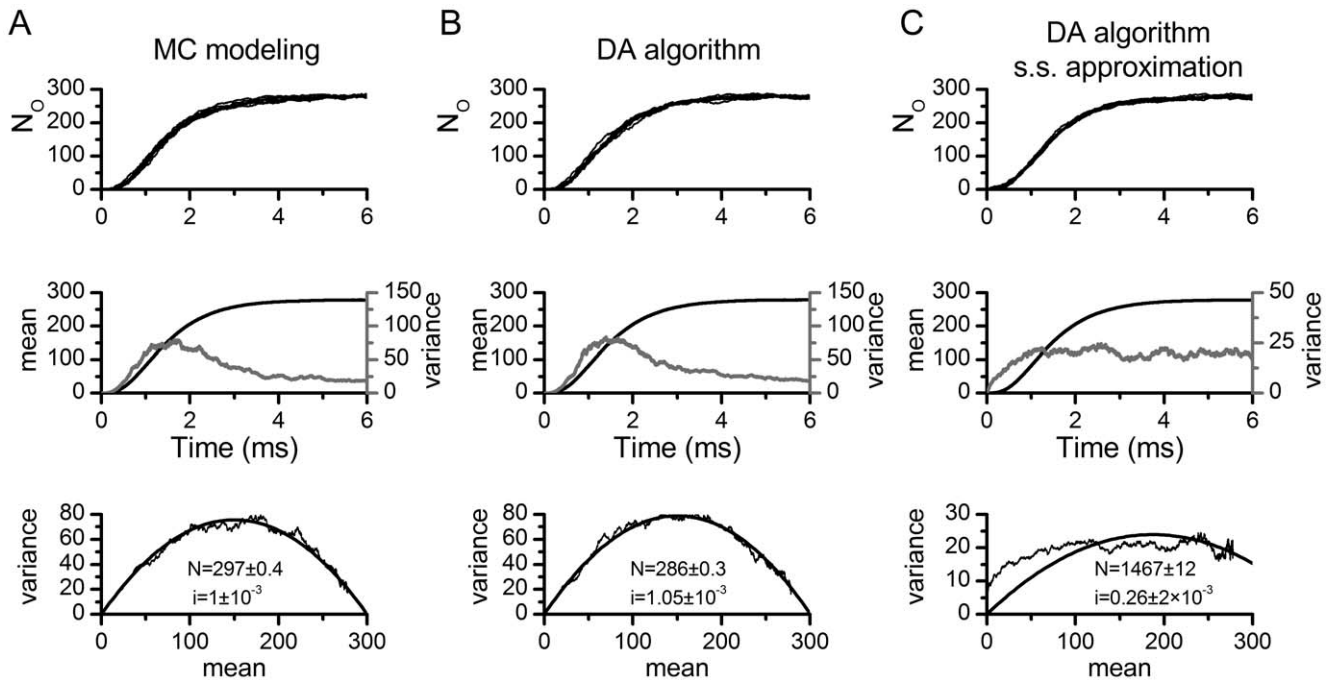 A
MC modeling
N_O
300
200
100
0
0 2 4 6
mean
300
200
100
0
150
100
50
0
variance
0 2 4 6
Time (ms)
variance
80
60
40
20
0
N=297±0.4
i=1±10⁻³
0 100 200 300
mean
B
DA algorithm
N_O
300
200
100
0
0 2 4 6
mean
300
200
100
0
150
100
50
0
variance
0 2 4 6
Time (ms)
variance
80
60
40
20
0
N=286±0.3
i=1.05±10⁻³
0 100 200 300
mean
C
DA algorithm
s.s. approximation
N_O
300
200
100
0
0 2 4 6
mean
300
200
100
0
50
25
0
variance
0 2 4 6
Time (ms)
variance
30
20
10
0
N=1467±12
i=0.26±2×10⁻³
0 100 200 300
mean